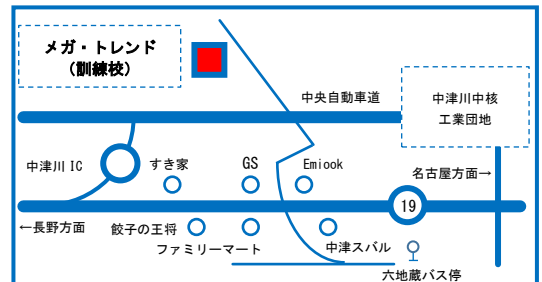 メガ・トレンド
(訓練校)
中央自動車道
中津川中核
工業団地
中津川 IC
すき家
GS
Emiook
名古屋方面→
19
←長野方面
餃子の王将
ファミリーマート
中津スバル
六地蔵バス停